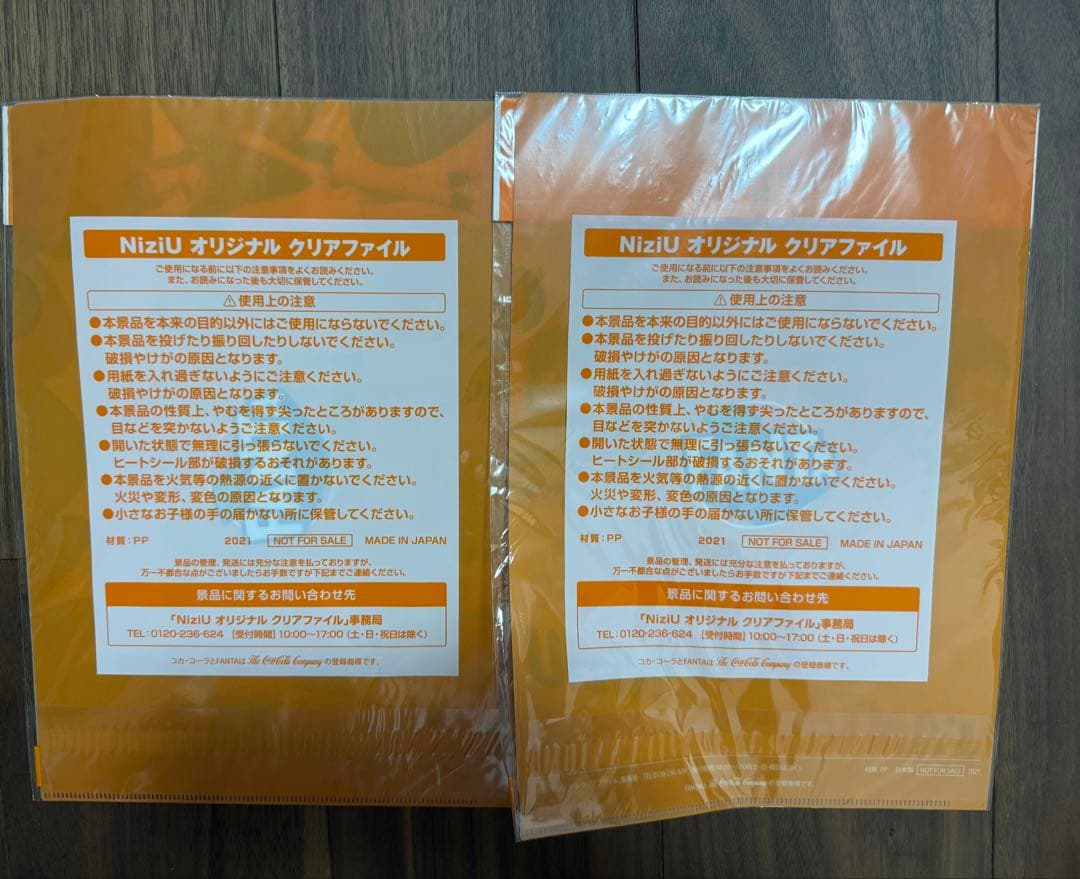 NiziU オリジナル クリアファイル
ご使用になる前に以下の注意事項をよくお読みください。
また、お読みになった後も大切に保管してください。
⚠使用上の注意
●本景品を本来の目的以外にはご使用にならないでください。
●本景品を投げたり振り回したりしないでください。
破損やけがの原因となります。
●用紙を入れ過ぎないようにご注意ください。
破損やけがの原因となります。
●本景品の性質上、やむを得ず尖ったところがありますので、
目などを突かないようご注意ください。
●開いた状態で無理に引っ張らないでください。
ヒートシール部が破損するおそれがあります。
●本景品を火気等の熱源の近くに置かないでください。
火災や変形、変色の原因となります。
●小さなお子様の手の届かない所に保管してください。
材質：PP 2021 NOT FOR SALE MADE IN JAPAN
景品の管理、発送には充分な注意を払っておりますが、
万一不都合な点がございましたらお手数ですが下記までご連絡ください。
景品に関するお問い合わせ先
「NiziU オリジナル クリアファイル」事務局
TEL：0120-236-624 [受付時間] 10:00〜17:00（土・日・祝日は除く）
コカ・コーラとFANTAは The Coca-Cola Company の登録商標です。
NiziU オリジナル クリアファイル
ご使用になる前に以下の注意事項をよくお読みください。
また、お読みになった後も大切に保管してください。
⚠使用上の注意
●本景品を本来の目的以外にはご使用にならないでください。
●本景品を投げたり振り回したりしないでください。
破損やけがの原因となります。
●用紙を入れ過ぎないようにご注意ください。
破損やけがの原因となります。
●本景品の性質上、やむを得ず尖ったところがありますので、
目などを突かないようご注意ください。
●開いた状態で無理に引っ張らないでください。
ヒートシール部が破損するおそれがあります。
●本景品を火気等の熱源の近くに置かないでください。
火災や変形、変色の原因となります。
●小さなお子様の手の届かない所に保管してください。
材質：PP 2021 NOT FOR SALE MADE IN JAPAN
景品の管理、発送には充分な注意を払っておりますが、
万一不都合な点がございましたらお手数ですが下記までご連絡ください。
景品に関するお問い合わせ先
「NiziU オリジナル クリアファイル」事務局
TEL：0120-236-624 [受付時間] 10:00〜17:00（土・日・祝日は除く）
コカ・コーラとFANTAは The Coca-Cola Company の登録商標です。
材質 PP 日本製 NOT FOR SALE 2021
の登録商標です